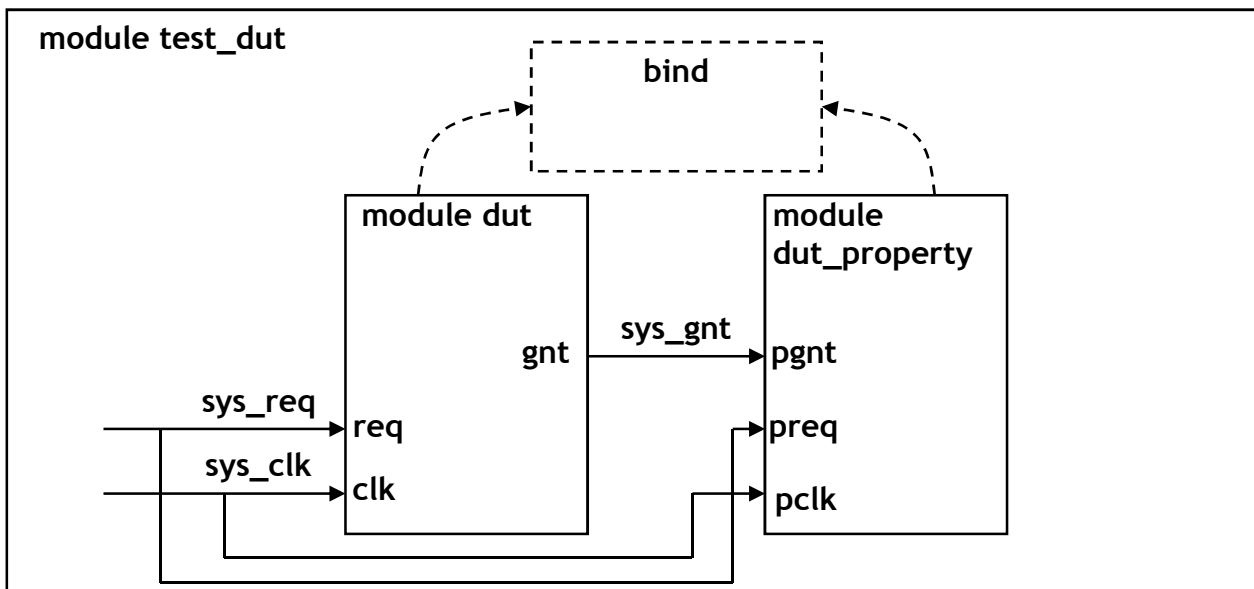 module test_dut
bind
module dut
module
dut_property
sys_gnt
gnt
pgnt
sys_req
req
preq
sys_clk
clk
pclk